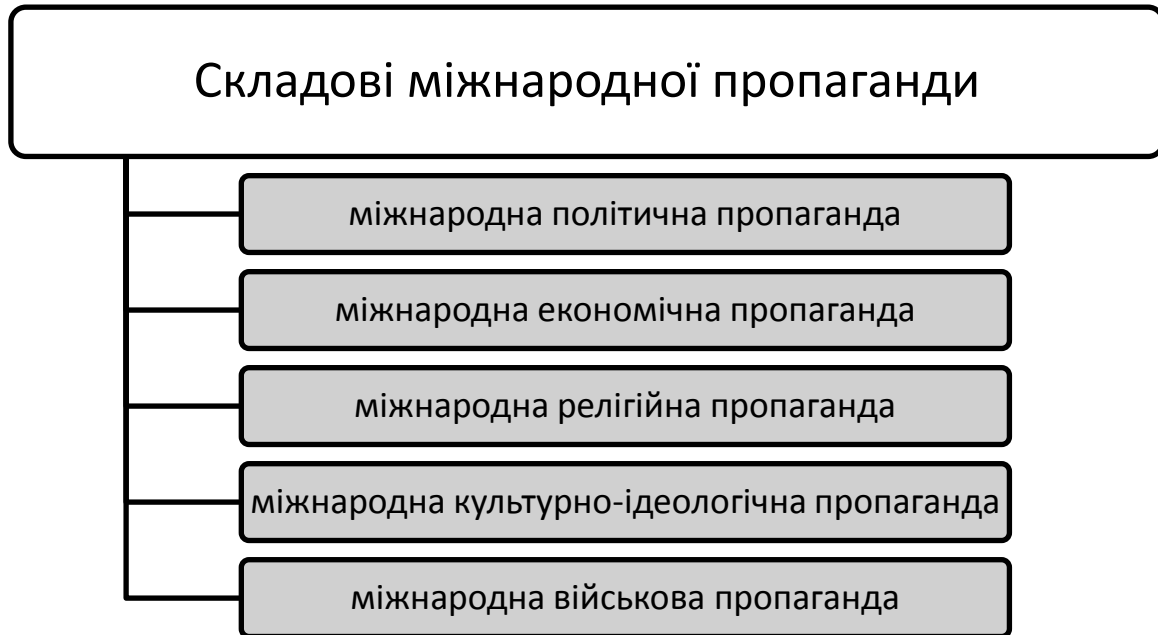 Складові міжнародної пропаганди
міжнародна політична пропаганда
міжнародна економічна пропаганда
міжнародна релігійна пропаганда
міжнародна культурно-ідеологічна пропаганда
міжнародна військова пропаганда